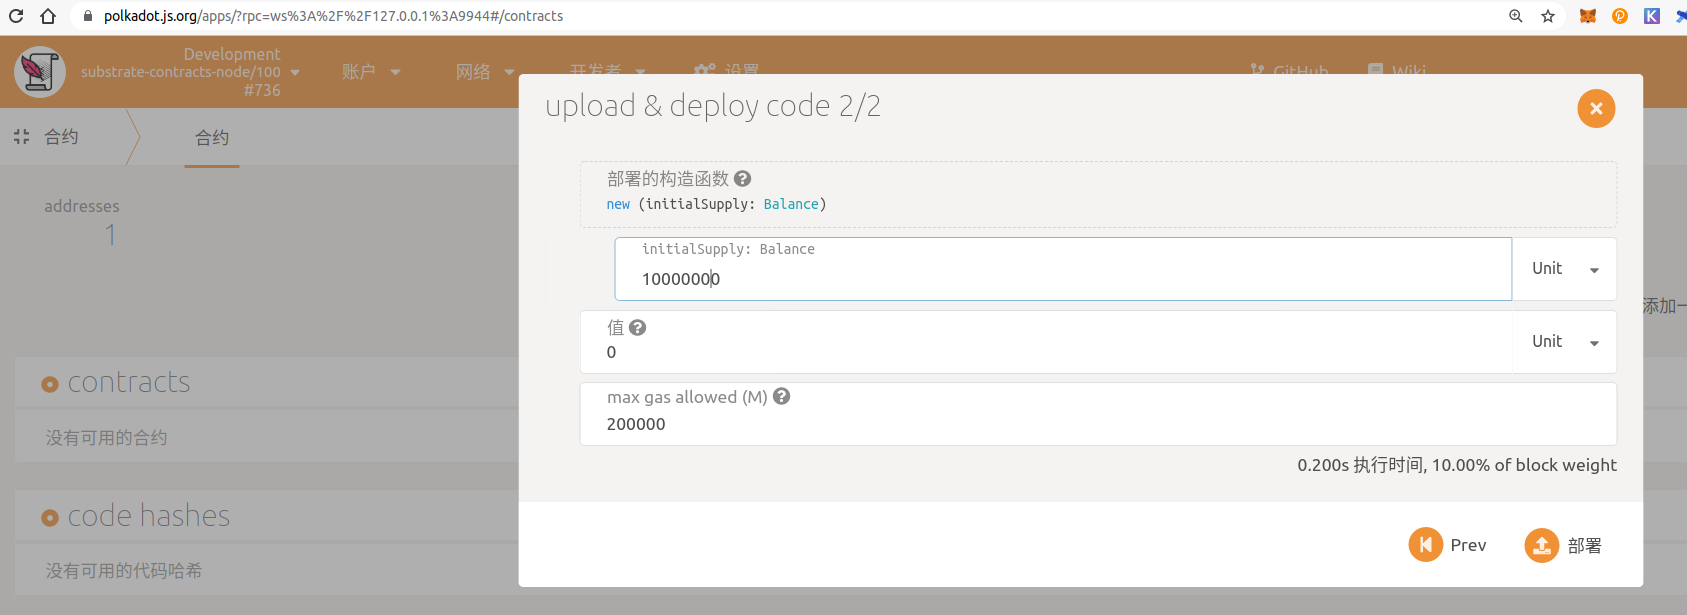 polkadot.js.org/apps/?rpc=ws%3A%2F%2F127.0.0.1%3A9944#/contracts
Development
substrate-contracts-node/100
#736
账户
网络
开发者
设置
GitHub
Wiki
合约
合约
addresses
1
添加一
contracts
没有可用的合约
code hashes
没有可用的代码哈希
upload & deploy code 2/2
部署的构造函数
new (initialSupply: Balance)
initialSupply: Balance
10000000
Unit
值
0
Unit
max gas allowed (M)
200000
0.200s 执行时间, 10.00% of block weight
Prev
部署